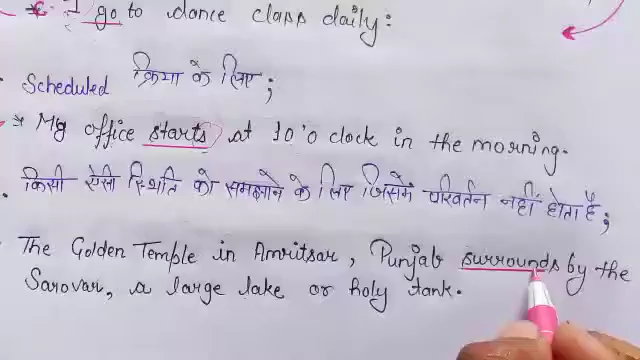 I go to dance class daily:
Scheduled क्रिया के लिए;
* My office starts at 10'o clock in the morning.
किसी ऐसी स्थिति को समझाने के लिए जिसमें परिवर्तन नहीं होता है;
The Golden Temple in Amritsar, Punjab surrounds by the
Sarovar, a large lake or holy tank.